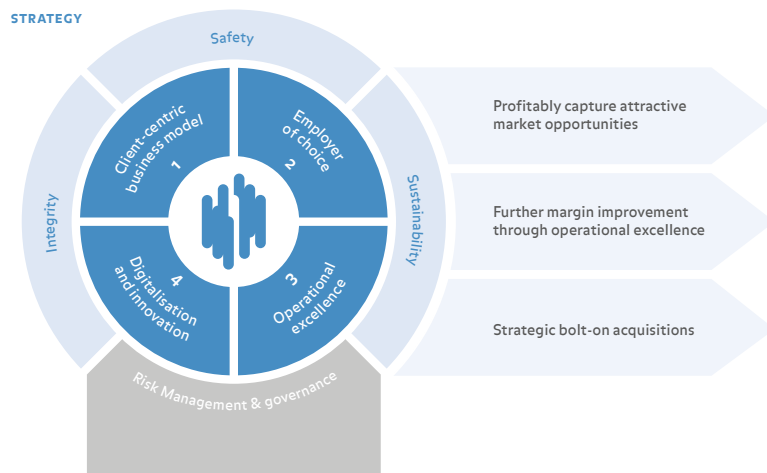 STRATEGY
Safety
Integrity
Sustainability
Client-centric
business model
1
Employer
of choice
2
3
Operational
excellence
4
Digitalisation
and innovation
Risk Management & governance
Profitably capture attractive
market opportunities
Further margin improvement
through operational excellence
Strategic bolt-on acquisitions